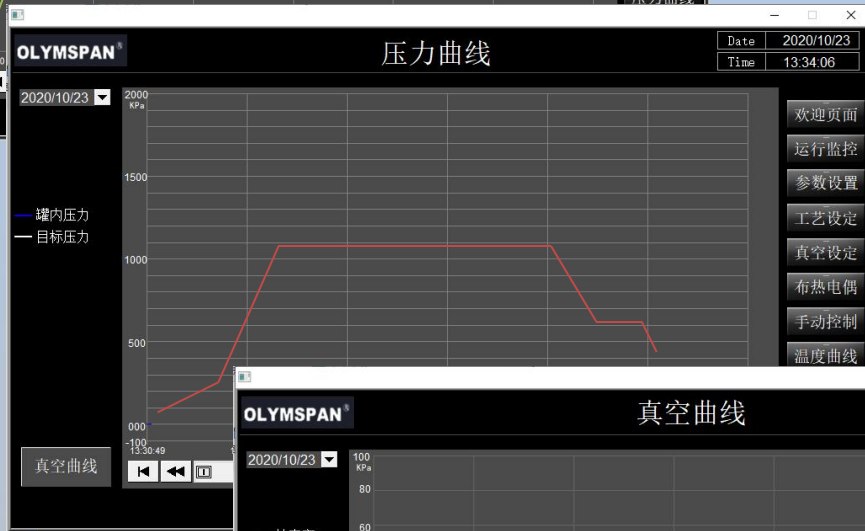 压力曲线
OLYMSPAN®
压力曲线
Date 2020/10/23
Time 13:34:06
2020/10/23
2000
KPa
1500
1000
500
000
-100
13:30:49
罐内压力
目标压力
真空曲线
欢迎页面
运行监控
参数设置
工艺设定
真空设定
布热电偶
手动控制
温度曲线
OLYMSPAN®
真空曲线
2020/10/23
100
KPa
80
60